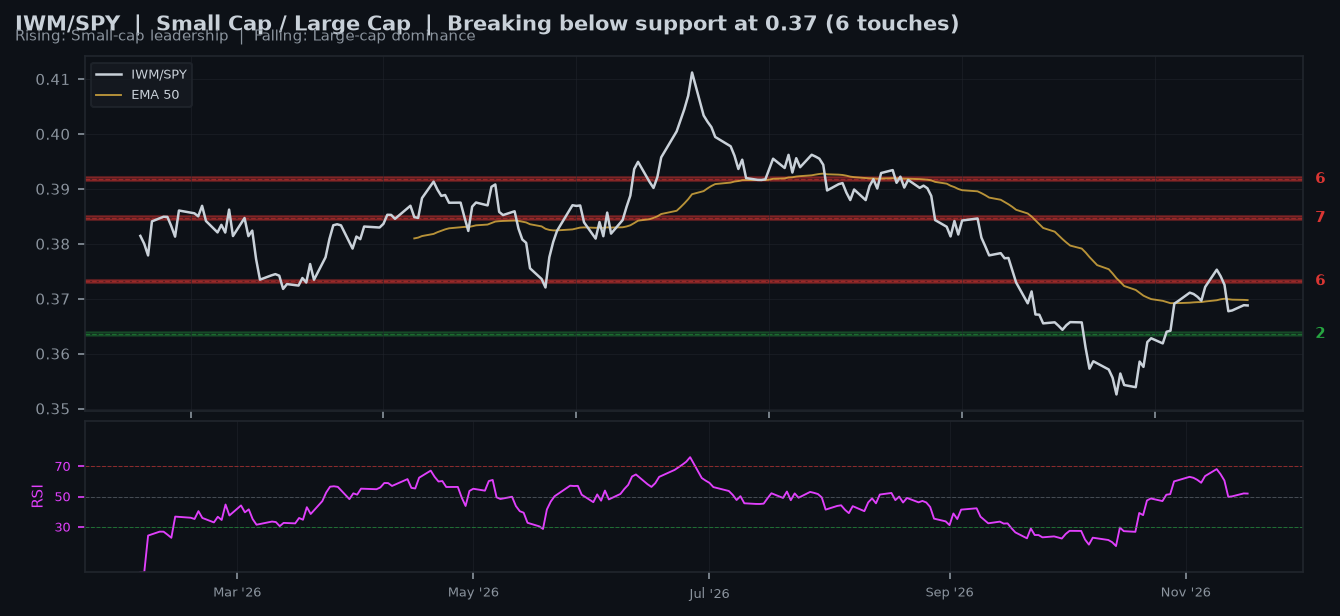 IWM/SPY | Small Cap / Large Cap | Breaking below support at 0.37 (6 touches)
Rising: Small-cap leadership | Falling: Large-cap dominance
IWM/SPY
EMA 50
0.41
0.40
0.39
0.38
0.37
0.36
0.35
6
7
6
2
RSI
70
50
30
Mar '26
May '26
Jul '26
Sep '26
Nov '26